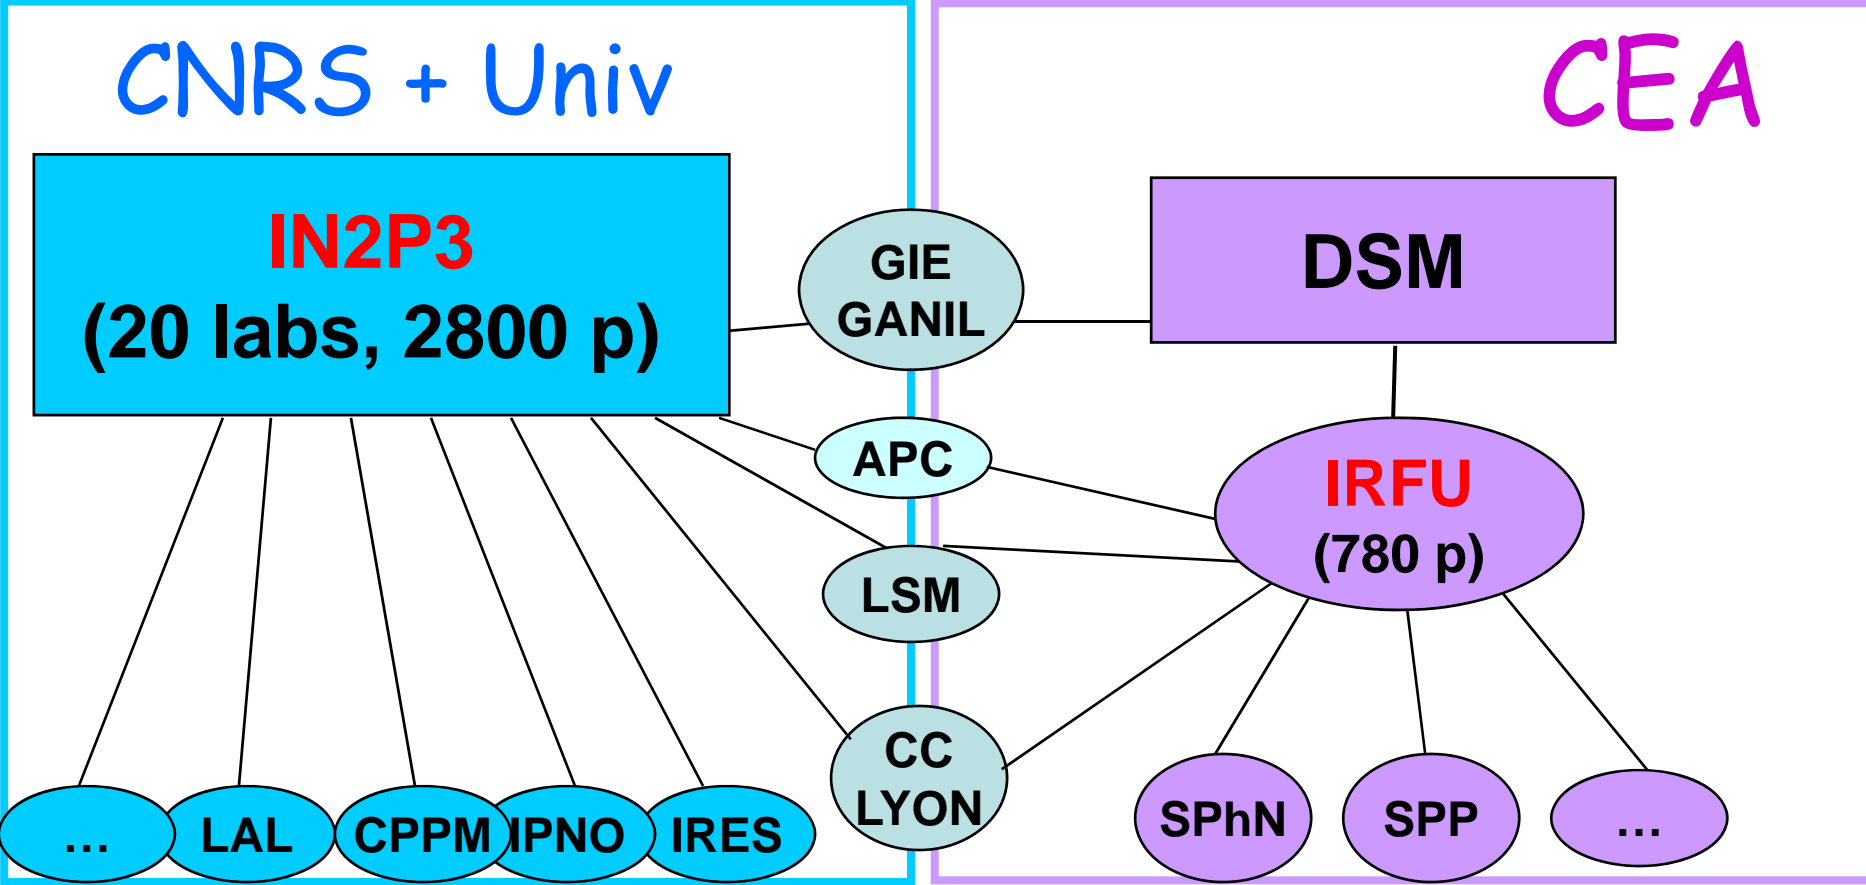 CNRS + Univ
CEA
IN2P3
(20 labs, 2800 p)
GIE
GANIL
DSM
APC
IRFU
(780 p)
LSM
CC
LYON
…
LAL
CPPM
IPNO
IRES
SPhN
SPP
…